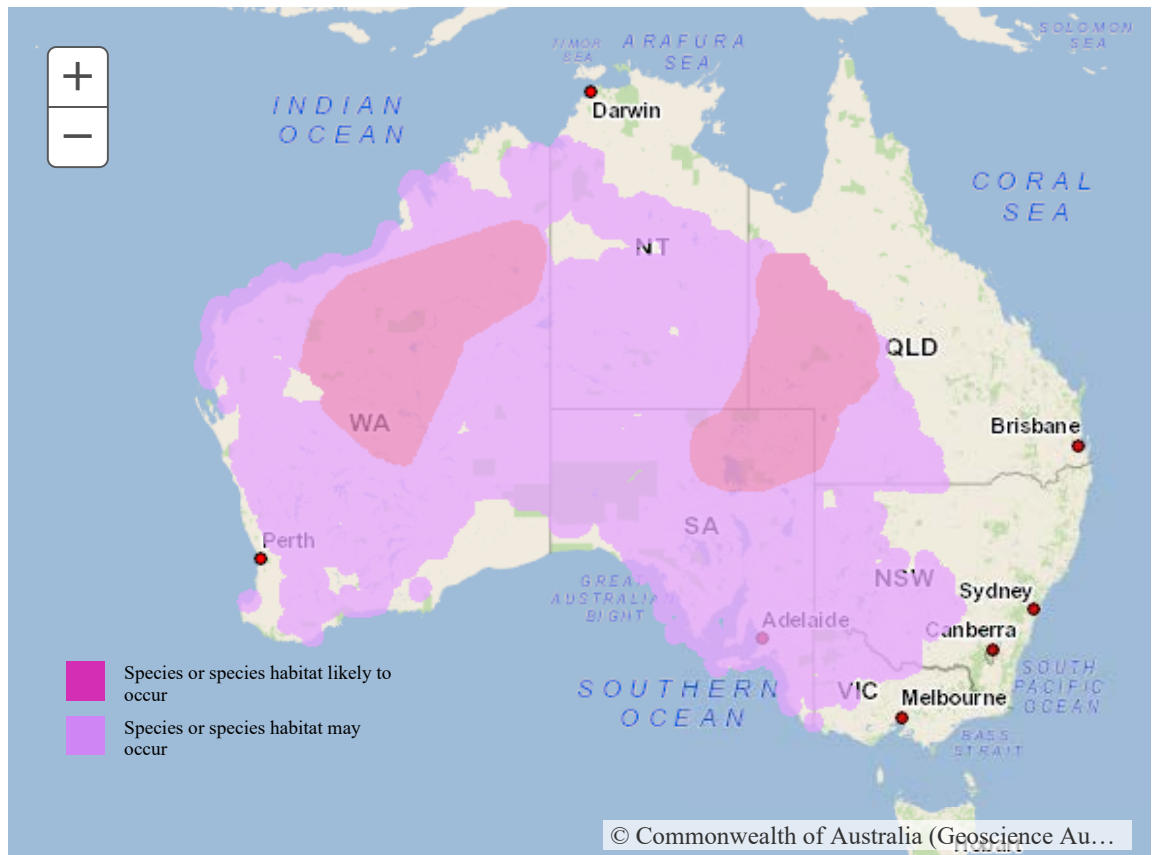 +
−
TIMOR
SEA
ARAFURA
SEA
SOLOMON
SEA
INDIAN
OCEAN
Darwin
CORAL
SEA
NT
QLD
WA
Brisbane
SA
Perth
NSW
GREAT
AUSTRALIAN
BIGHT
Sydney
Adelaide
Canberra
SOUTHERN
OCEAN
VIC
Melbourne
SOUTH
PACIFIC
OCEAN
BASS
STRAIT
Species or species habitat likely to
occur
Species or species habitat may
occur
© Commonwealth of Australia (Geoscience Au…
Hobart